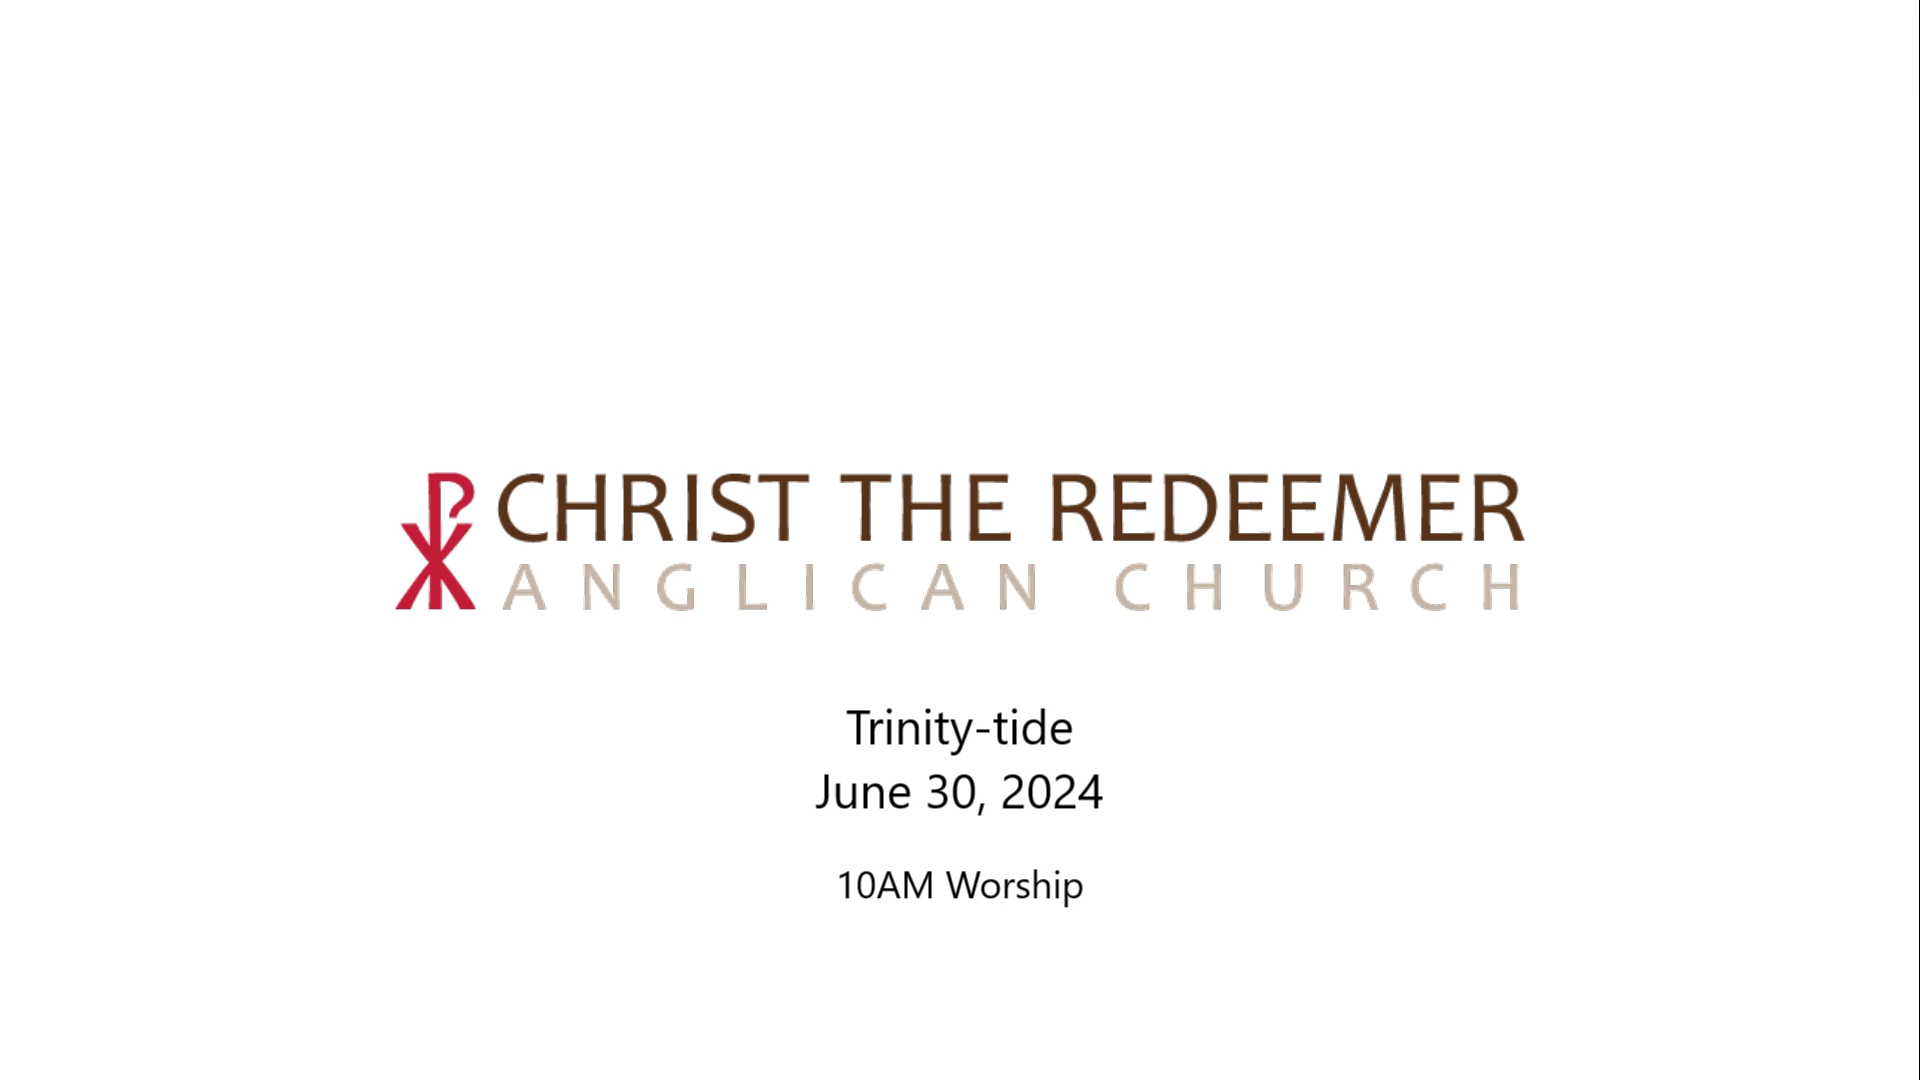 CHRIST THE REDEEMER
ANGLICAN CHURCH
Trinity-tide
June 30, 2024
10AM Worship